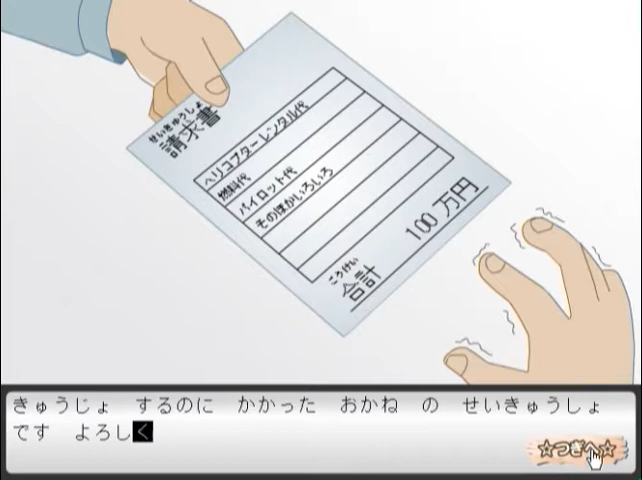 せいきゅうしょ
請求書
ヘリコプターレンタル代
燃料代
パイロット代
そのほかいろいろ
ごうけい
合計
100万円
きゅうじょ　するのに　かかった　おかね　の　せいきゅうしょ
です　よろしく
☆つぎへ☆